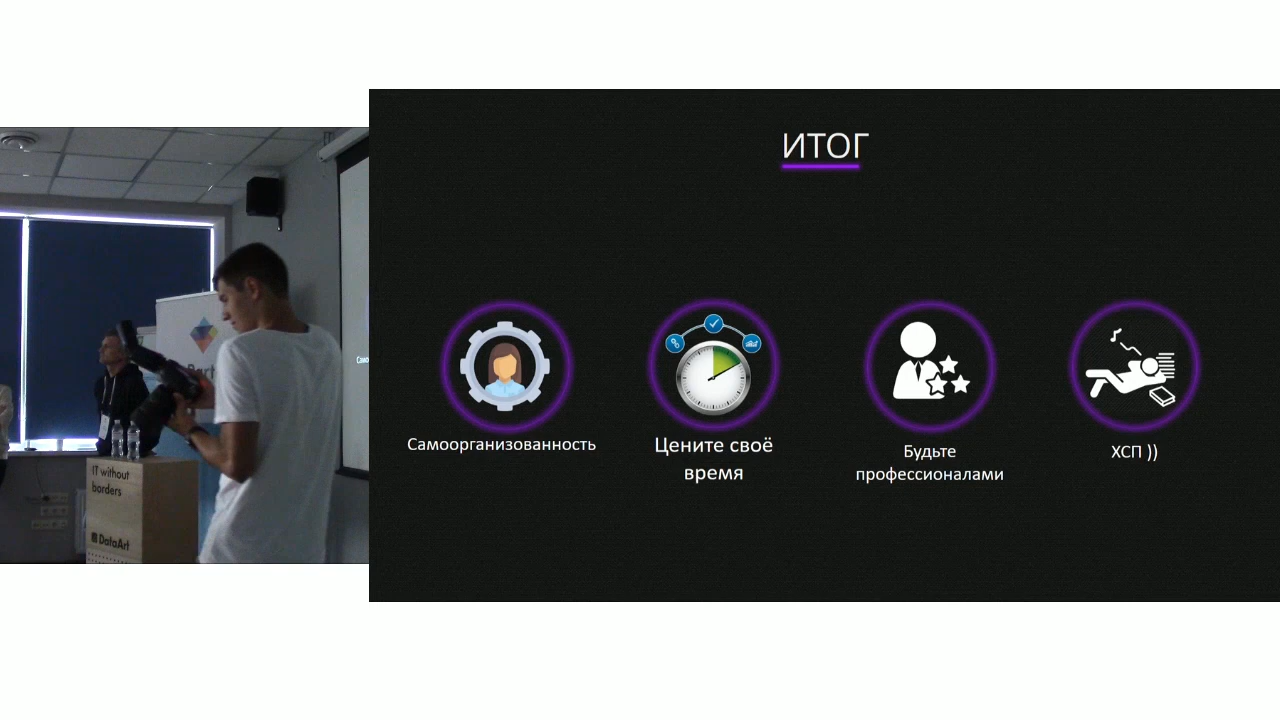 ИТОГ
Самоорганизованность
Цените своё
время
Будьте
профессионалами
ХСП ))
IT without
borders
DataArt